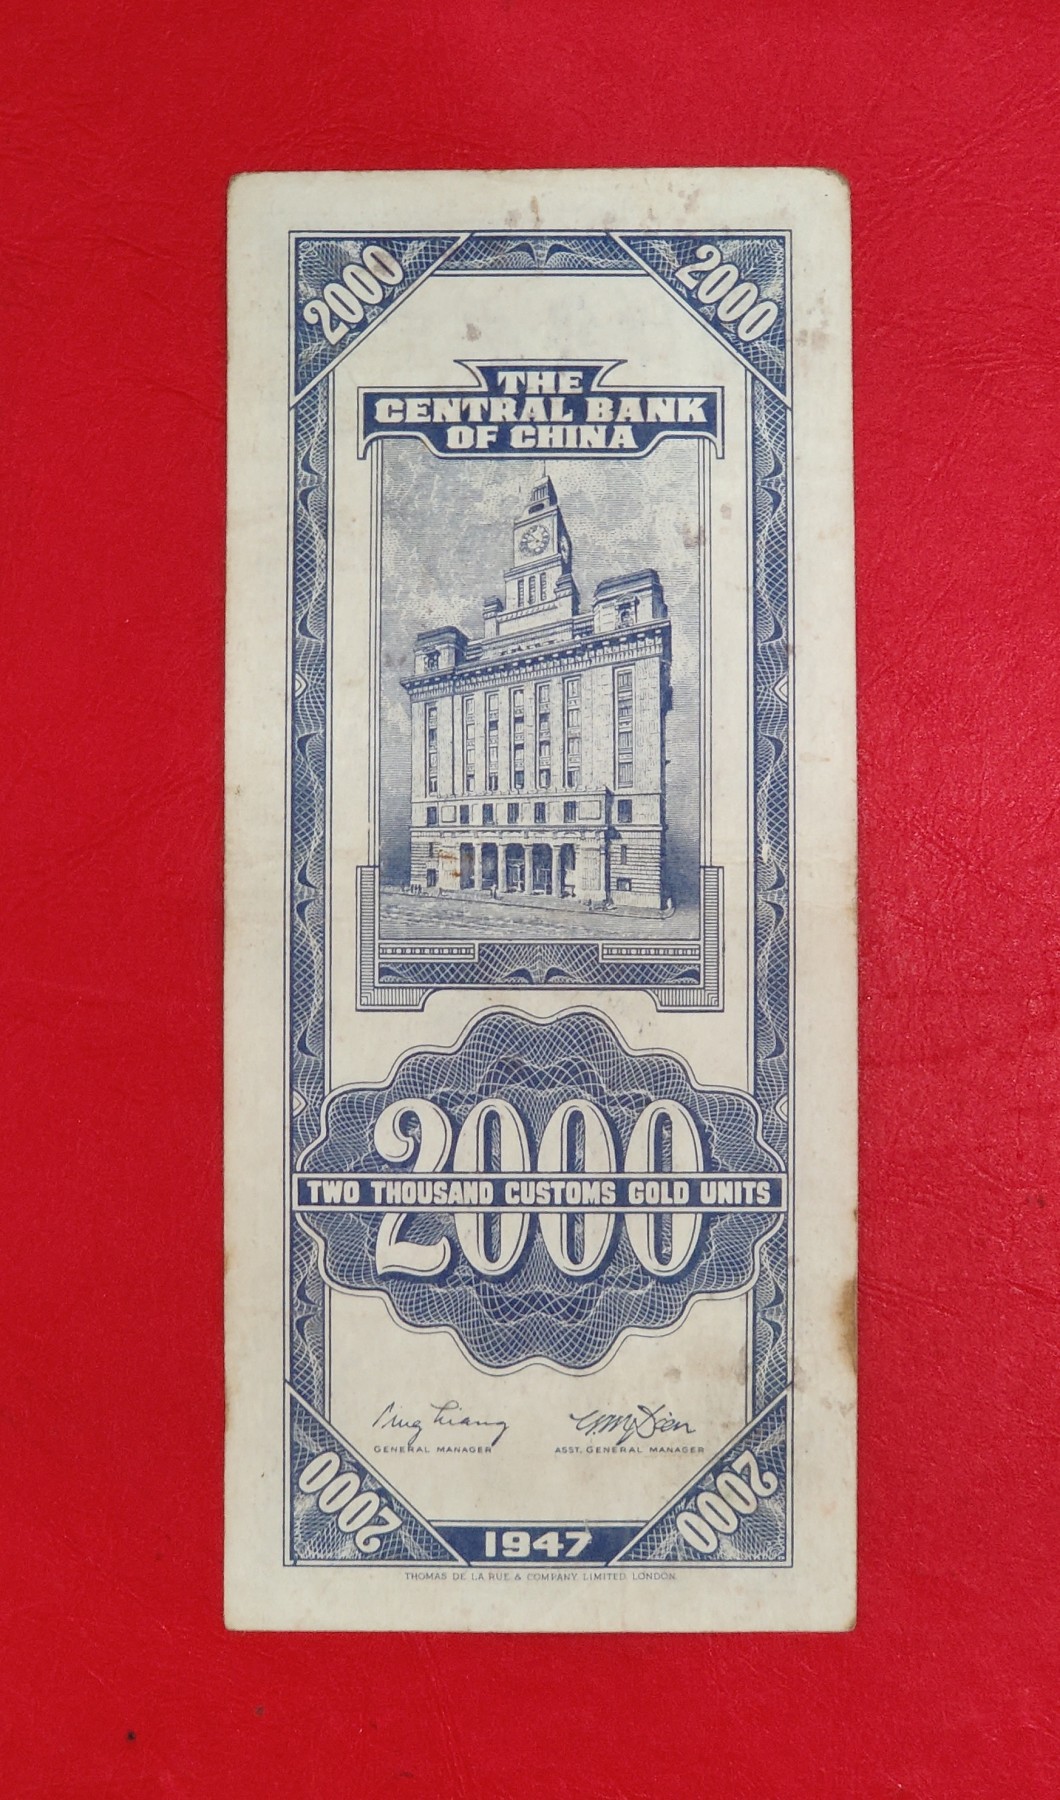 2000 2000
THE
CENTRAL BANK
OF CHINA
2000
TWO THOUSAND CUSTOMS GOLD UNITS
GENERAL MANAGER ASST. GENERAL MANAGER
2000 2000
1947
THOMAS DE LA RUE & COMPANY, LIMITED, LONDON.